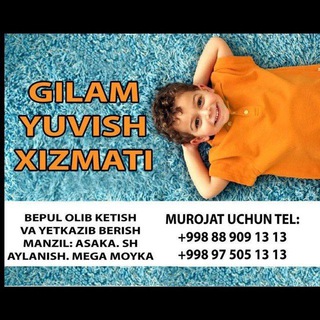 GILAM
YUVISH
XIZMATI
BEPUL OLIB KETISH
VA YETKAZIB BERISH
MANZIL: ASAKA. SH
AYLANISH. MEGA MOYKA
MUROJAT UCHUN TEL:
+998 88 909 13 13
+998 97 505 13 13